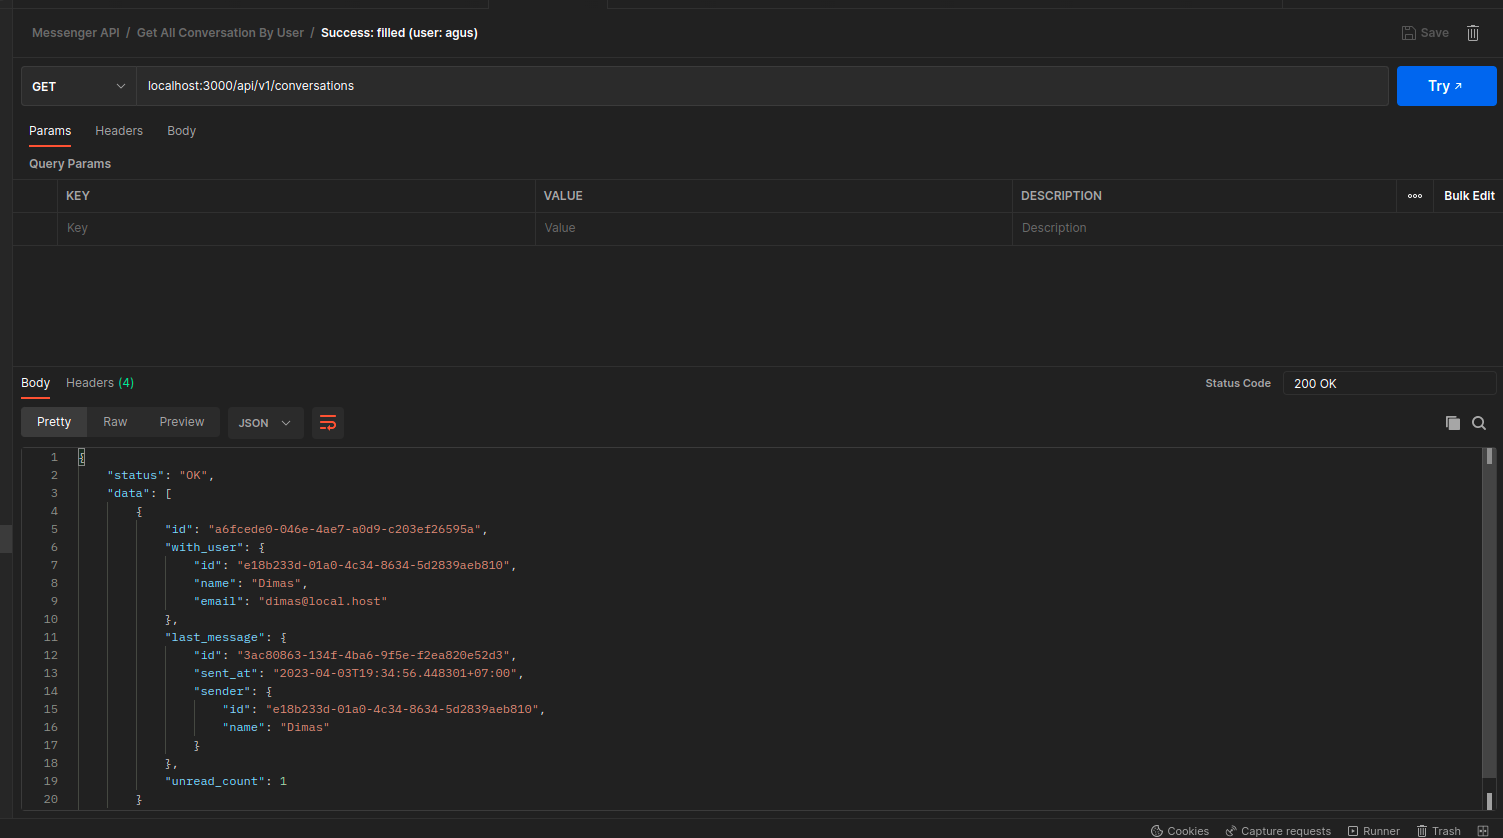 Messenger API / Get All Conversation By User / Success: filled (user: agus)
Save
GET
localhost:3000/api/v1/conversations
Try
Params Headers Body
Query Params
KEY VALUE DESCRIPTION Bulk Edit
Key Value Description
Body Headers (4) Status Code 200 OK
Pretty Raw Preview JSON
1 {
2 "status": "OK",
3 "data": [
4 {
5 "id": "a6fcede0-046e-4ae7-a0d9-c203ef26595a",
6 "with_user": {
7 "id": "e18b233d-01a0-4c34-8634-5d2839aeb810",
8 "name": "Dimas",
9 "email": "dimas@local.host"
10 },
11 "last_message": {
12 "id": "3ac80863-134f-4ba6-9f5e-f2ea820e52d3",
13 "sent_at": "2023-04-03T19:34:56.448301+07:00",
14 "sender": {
15 "id": "e18b233d-01a0-4c34-8634-5d2839aeb810",
16 "name": "Dimas"
17 }
18 },
19 "unread_count": 1
20 }
Cookies Capture requests Runner Trash